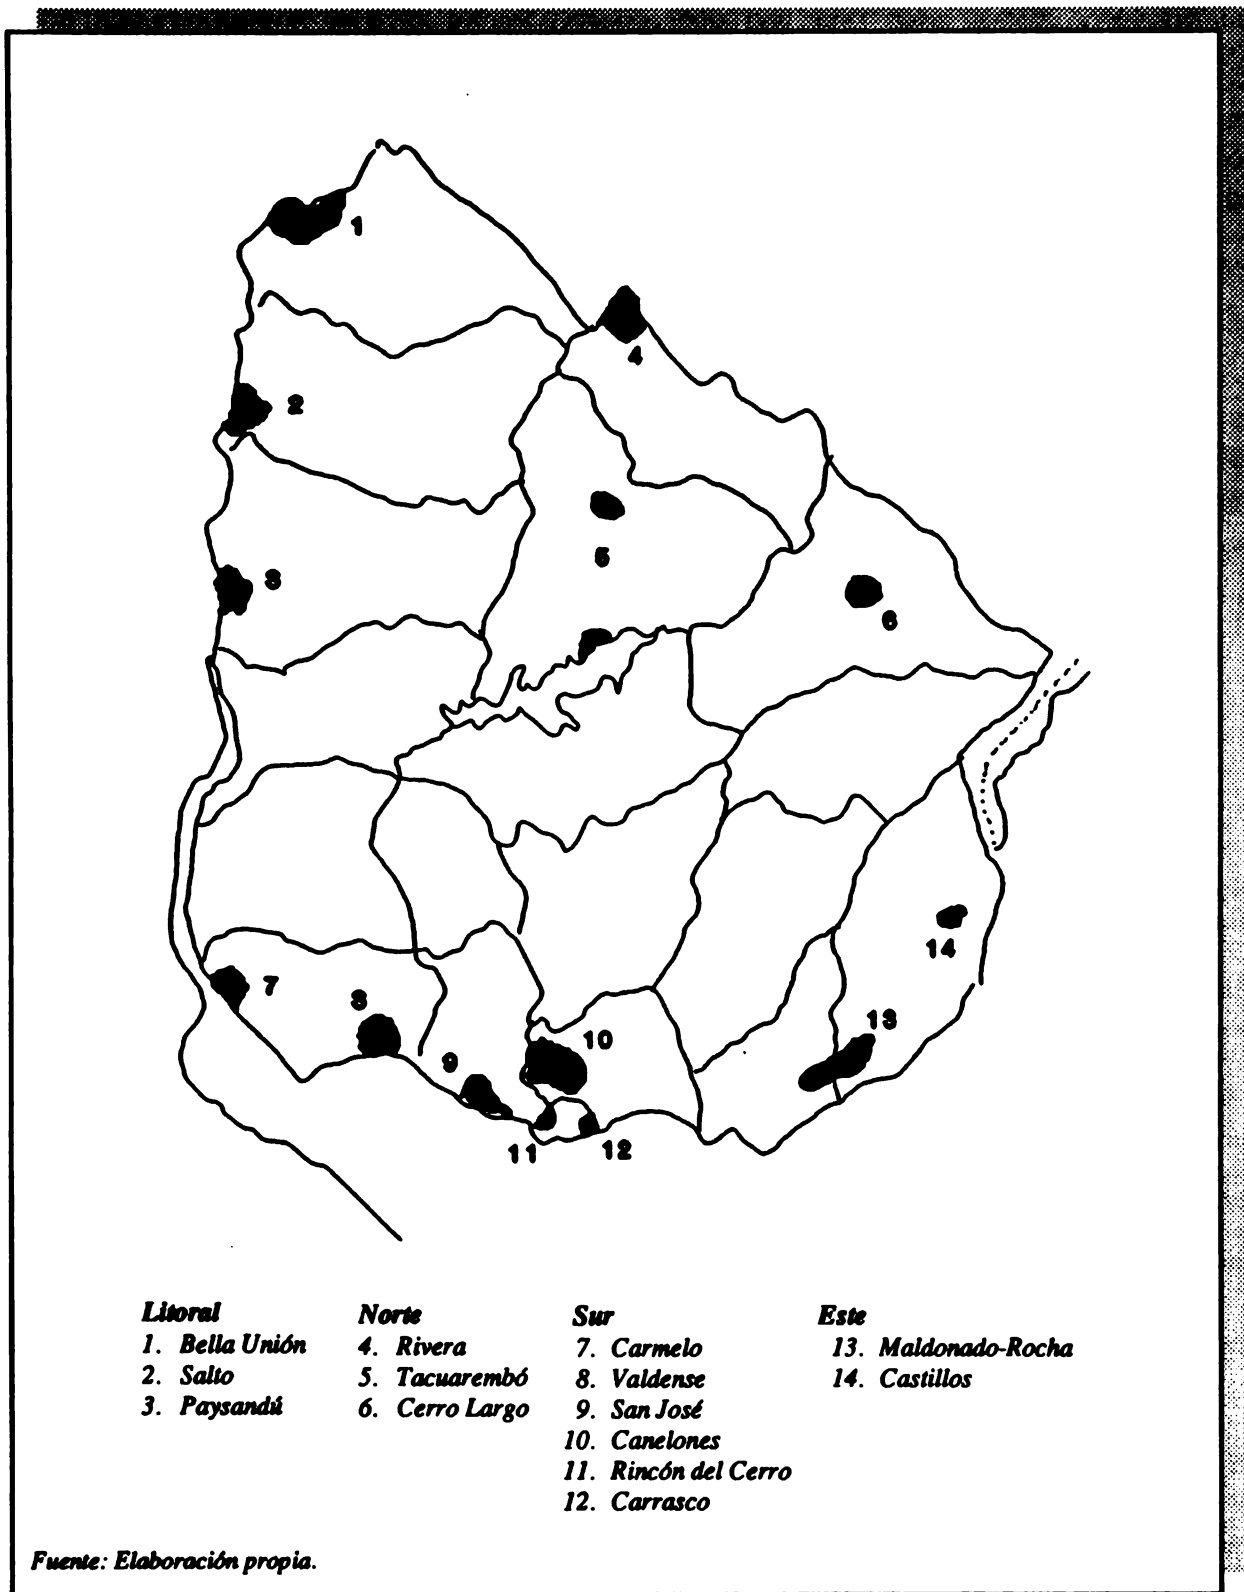 1
4
2
5
3
6
14
7
8
13
10
9
11
12
Litoral
1. Bella Unión
2. Salto
3. Paysandú
Norte
4. Rivera
5. Tacuarembó
6. Cerro Largo
Sur
7. Carmelo
8. Valdense
9. San José
10. Canelones
11. Rincón del Cerro
12. Carrasco
Este
13. Maldonado-Rocha
14. Castillos
Fuente: Elaboración propia.